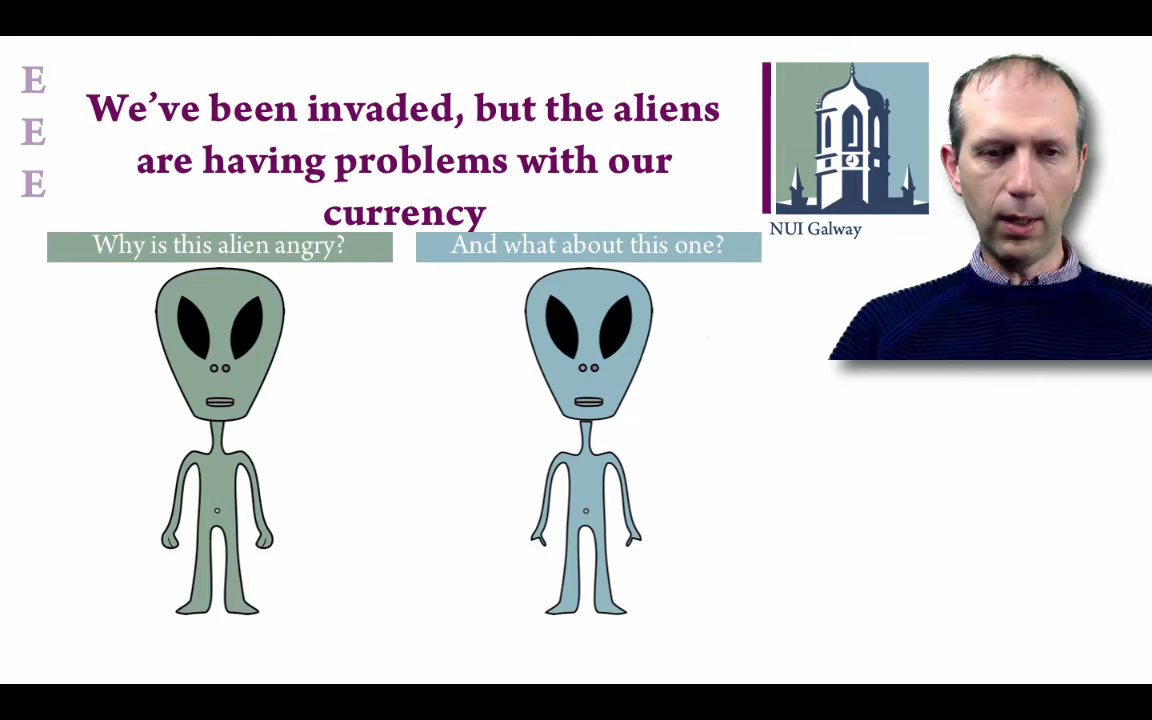 E
E
E
We’ve been invaded, but the aliens
are having problems with our
currency
NUI Galway
Why is this alien angry?
And what about this one?